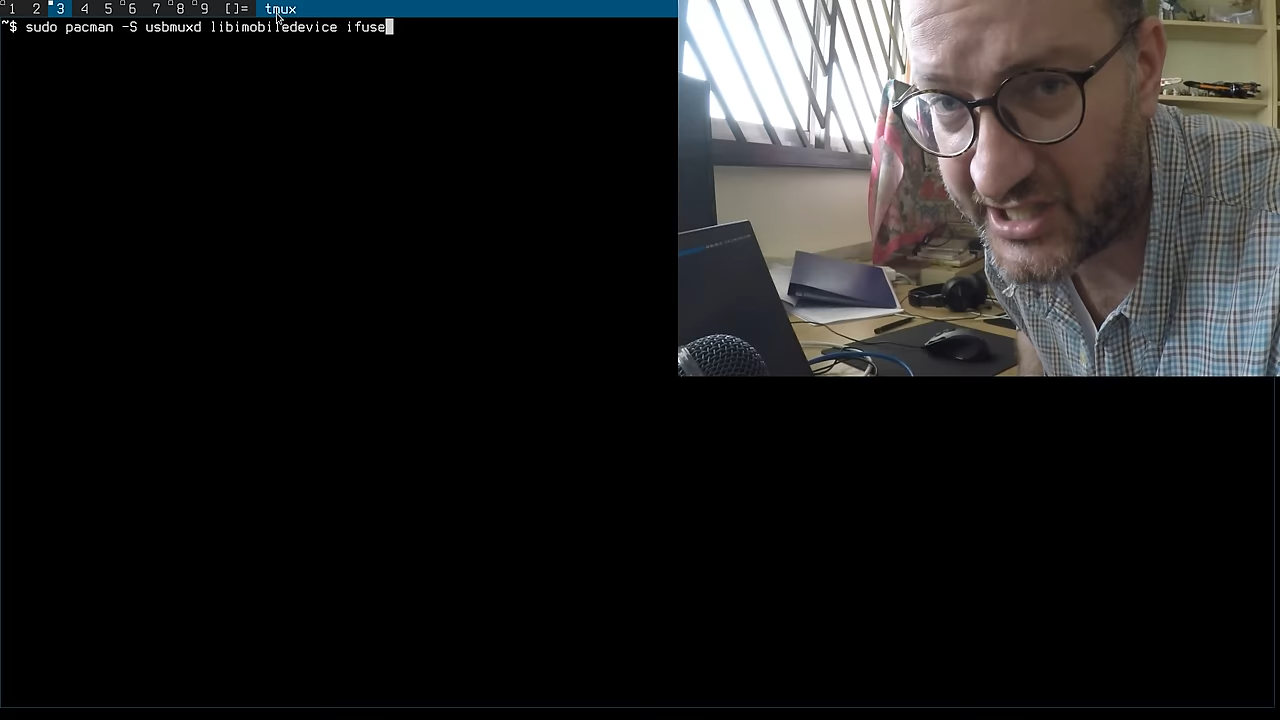 1 2 3 4 5 6 7 8 9 []= tmux
~$ sudo pacman -S usbmuxd libimobiledevice ifuse